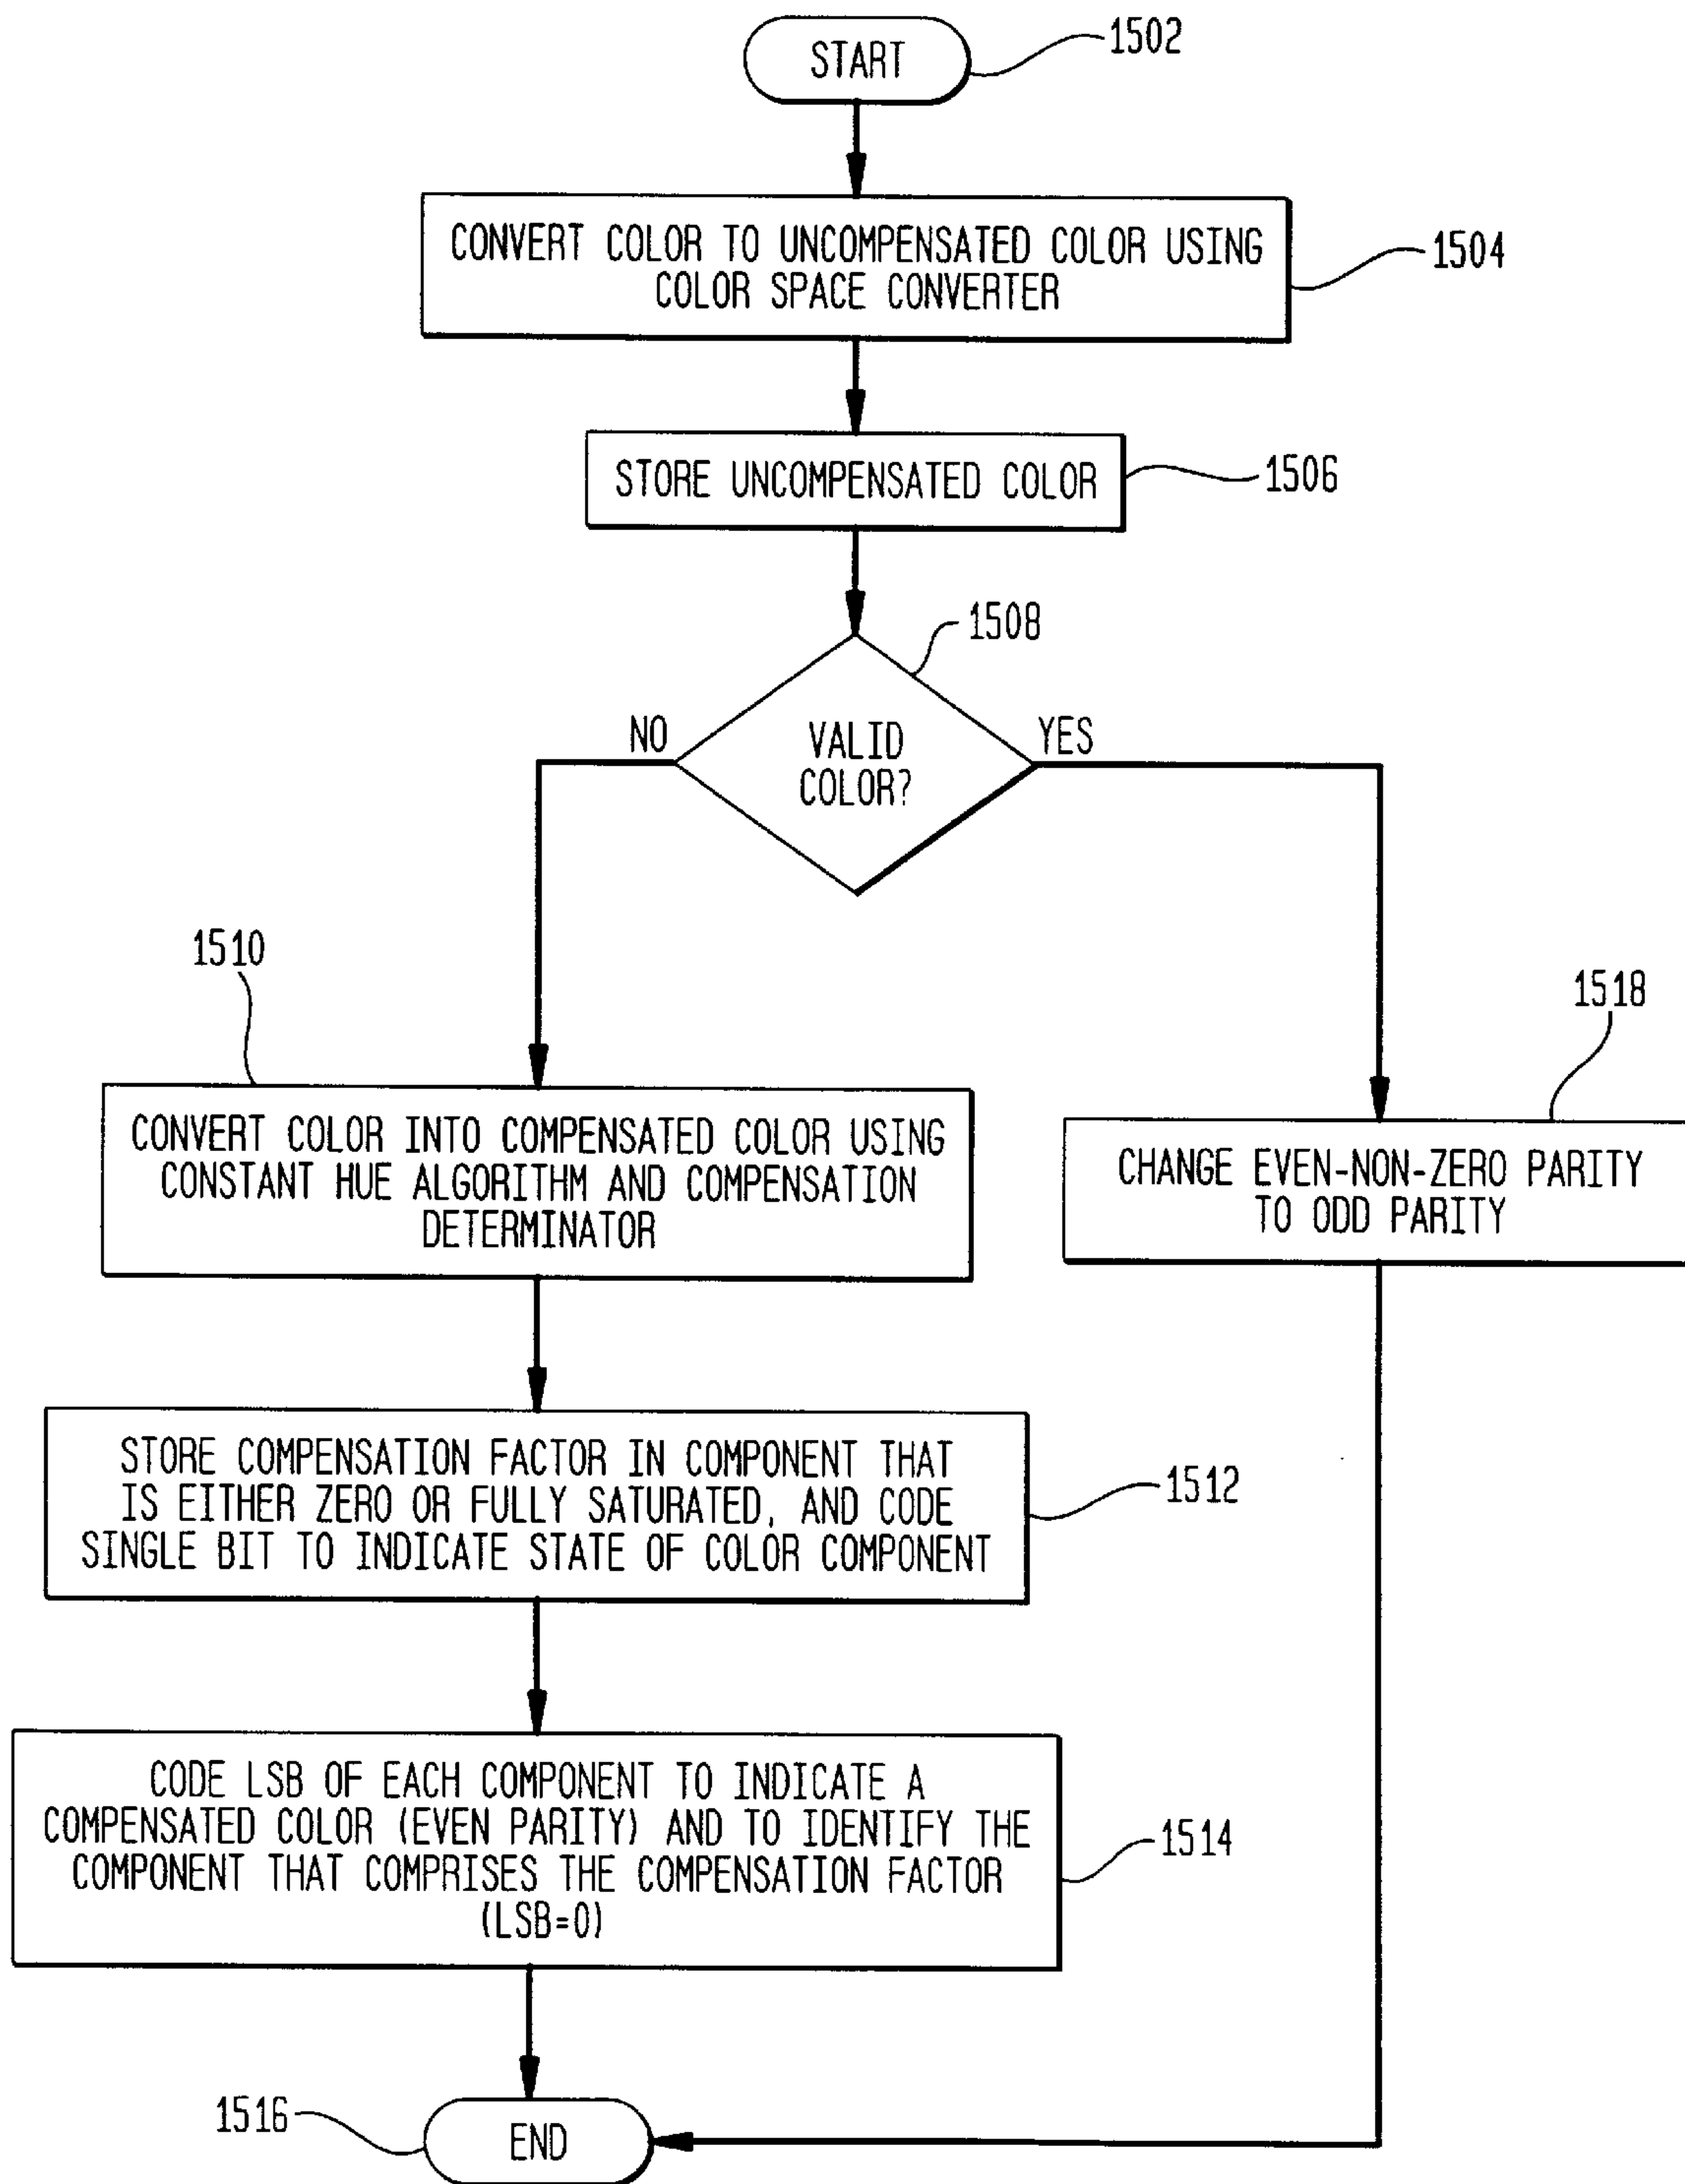 START
1502
CONVERT COLOR TO UNCOMPENSATED COLOR USING
COLOR SPACE CONVERTER
1504
STORE UNCOMPENSATED COLOR
1506
1508
VALID
COLOR?
NO
YES
1510
CONVERT COLOR INTO COMPENSATED COLOR USING
CONSTANT HUE ALGORITHM AND COMPENSATION
DETERMINATOR
1518
CHANGE EVEN-NON-ZERO PARITY
TO ODD PARITY
STORE COMPENSATION FACTOR IN COMPONENT THAT
IS EITHER ZERO OR FULLY SATURATED, AND CODE
SINGLE BIT TO INDICATE STATE OF COLOR COMPONENT
1512
CODE LSB OF EACH COMPONENT TO INDICATE A
COMPENSATED COLOR (EVEN PARITY) AND TO IDENTIFY THE
COMPONENT THAT COMPRISES THE COMPENSATION FACTOR
(LSB=0)
1514
1516
END